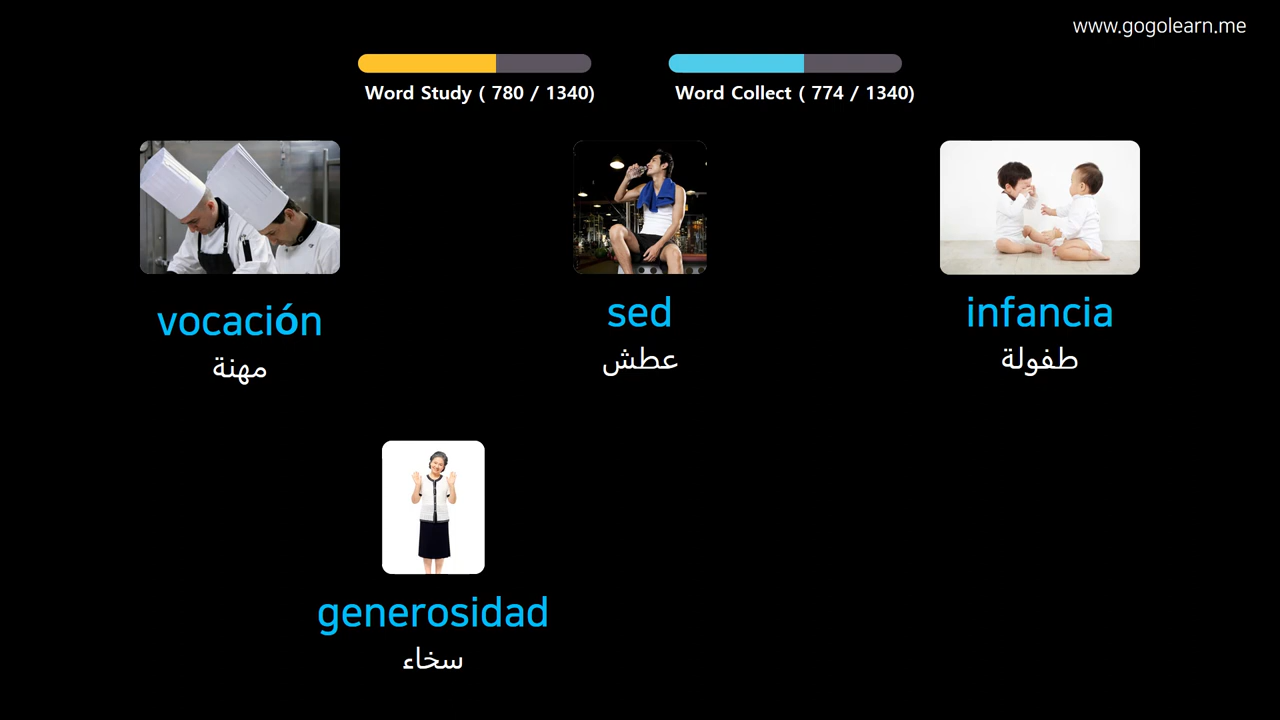 www.gogolearn.me
Word Study ( 780 / 1340)
Word Collect ( 774 / 1340)
vocación
مهنة
sed
عطش
infancia
طفولة
generosidad
سخاء